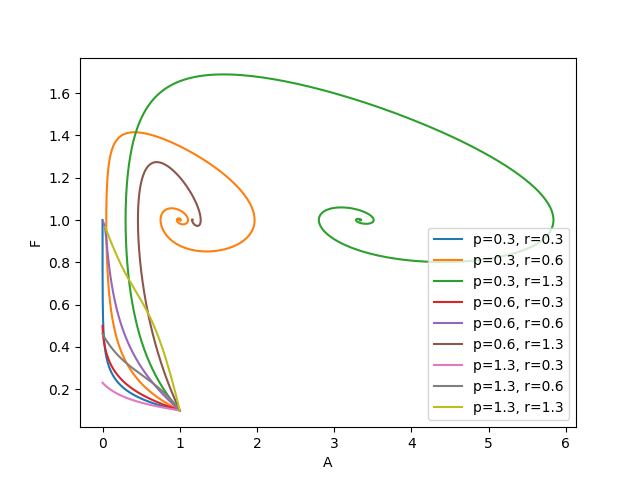 1.6
1.4
1.2
1.0
0.8
0.6
0.4
0.2
F
p=0.3, r=0.3
p=0.3, r=0.6
p=0.3, r=1.3
p=0.6, r=0.3
p=0.6, r=0.6
p=0.6, r=1.3
p=1.3, r=0.3
p=1.3, r=0.6
p=1.3, r=1.3
0 1 2 3 4 5 6
A